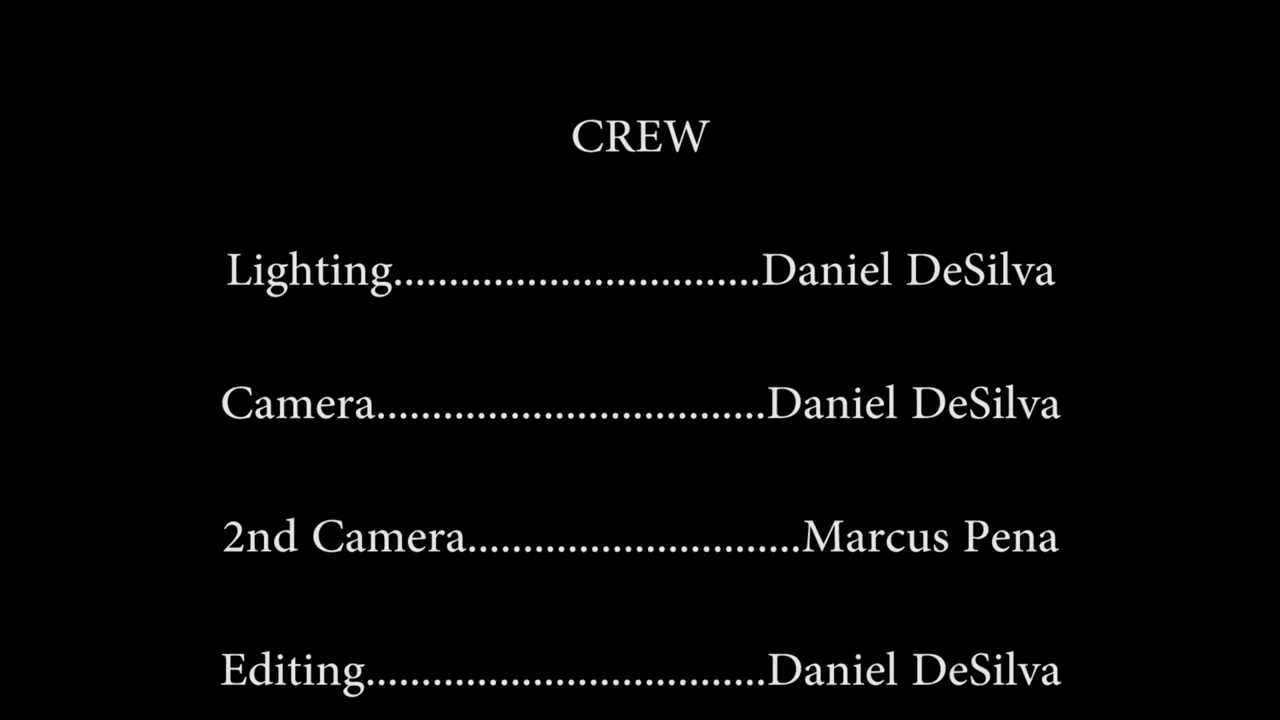 CREW
Lighting.................................Daniel DeSilva
Camera...................................Daniel DeSilva
2nd Camera..............................Marcus Pena
Editing....................................Daniel DeSilva